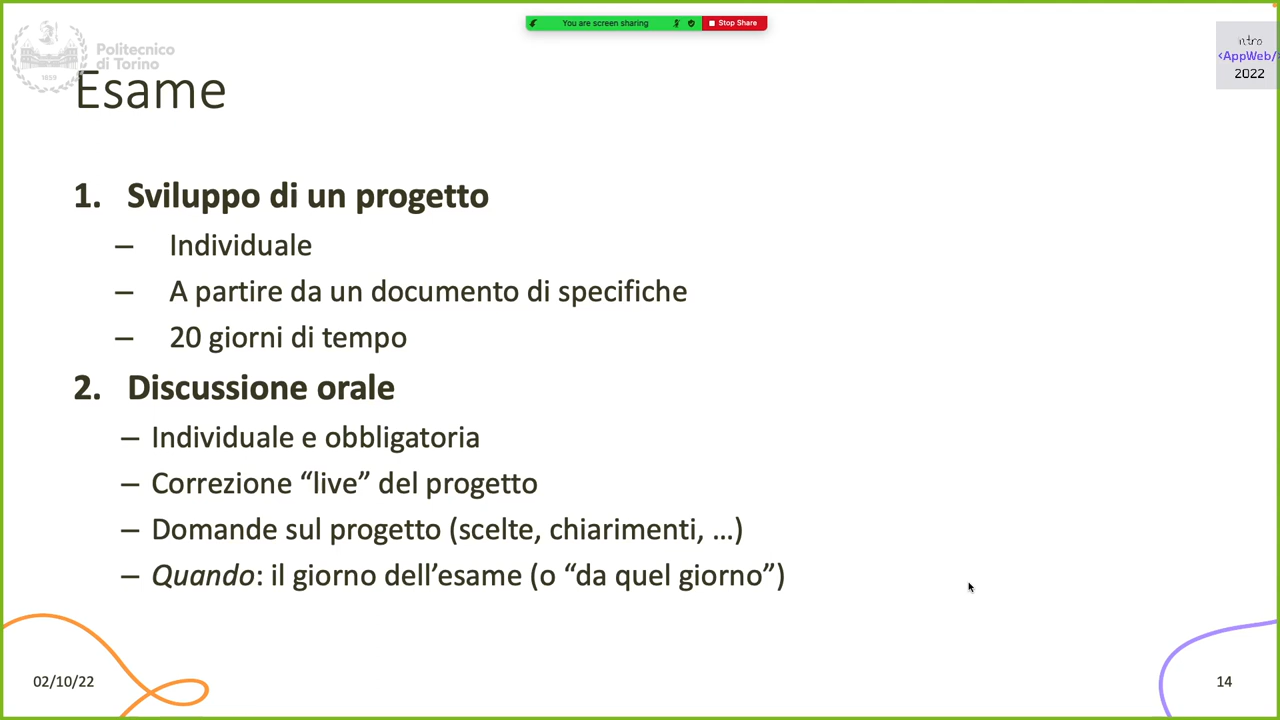 You are screen sharing
Stop Share
Politecnico
di Torino
1859
ntro
<AppWeb/>
2022
Esame
1. Sviluppo di un progetto
– Individuale
– A partire da un documento di specifiche
– 20 giorni di tempo
2. Discussione orale
– Individuale e obbligatoria
– Correzione “live” del progetto
– Domande sul progetto (scelte, chiarimenti, …)
– Quando: il giorno dell’esame (o “da quel giorno”)
02/10/22
14